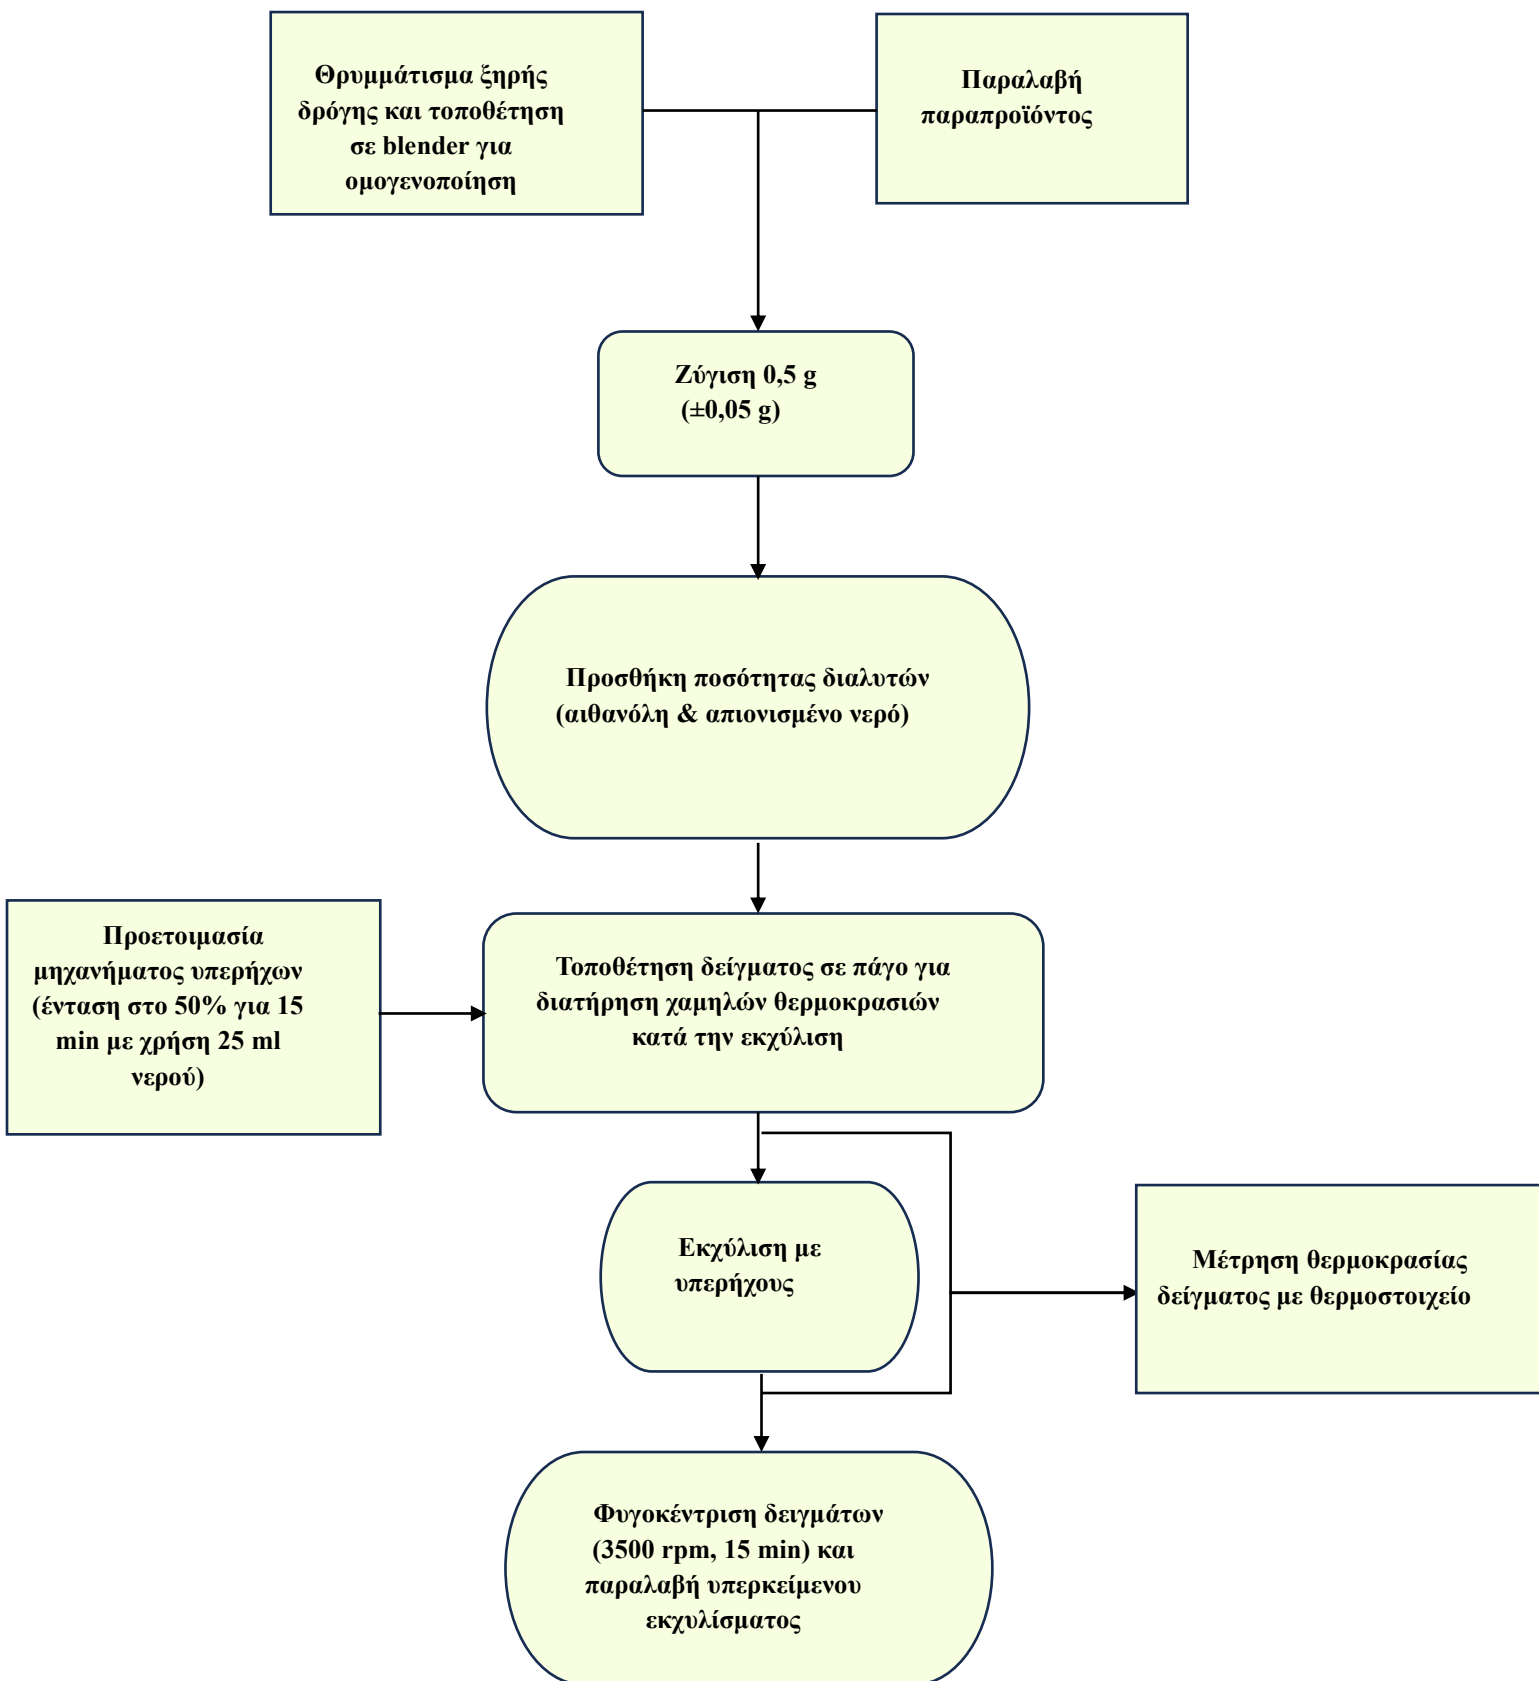 Θρυμμάτισμα ξηρής
δρόγης και τοποθέτηση
σε blender για
ομογενοποίηση
Παραλαβή
παραπροϊόντος
Ζύγιση 0,5 g
(±0,05 g)
Προσθήκη ποσότητας διαλυτών
(αιθανόλη & απιονισμένο νερό)
Προετοιμασία
μηχανήματος υπερήχων
(ένταση στο 50% για 15
min με χρήση 25 ml
νερού)
Τοποθέτηση δείγματος σε πάγο για
διατήρηση χαμηλών θερμοκρασιών
κατά την εκχύλιση
Εκχύλιση με
υπερήχους
Μέτρηση θερμοκρασίας
δείγματος με θερμοστοιχείο
Φυγοκέντριση δειγμάτων
(3500 rpm, 15 min) και
παραλαβή υπερκείμενου
εκχυλίσματος